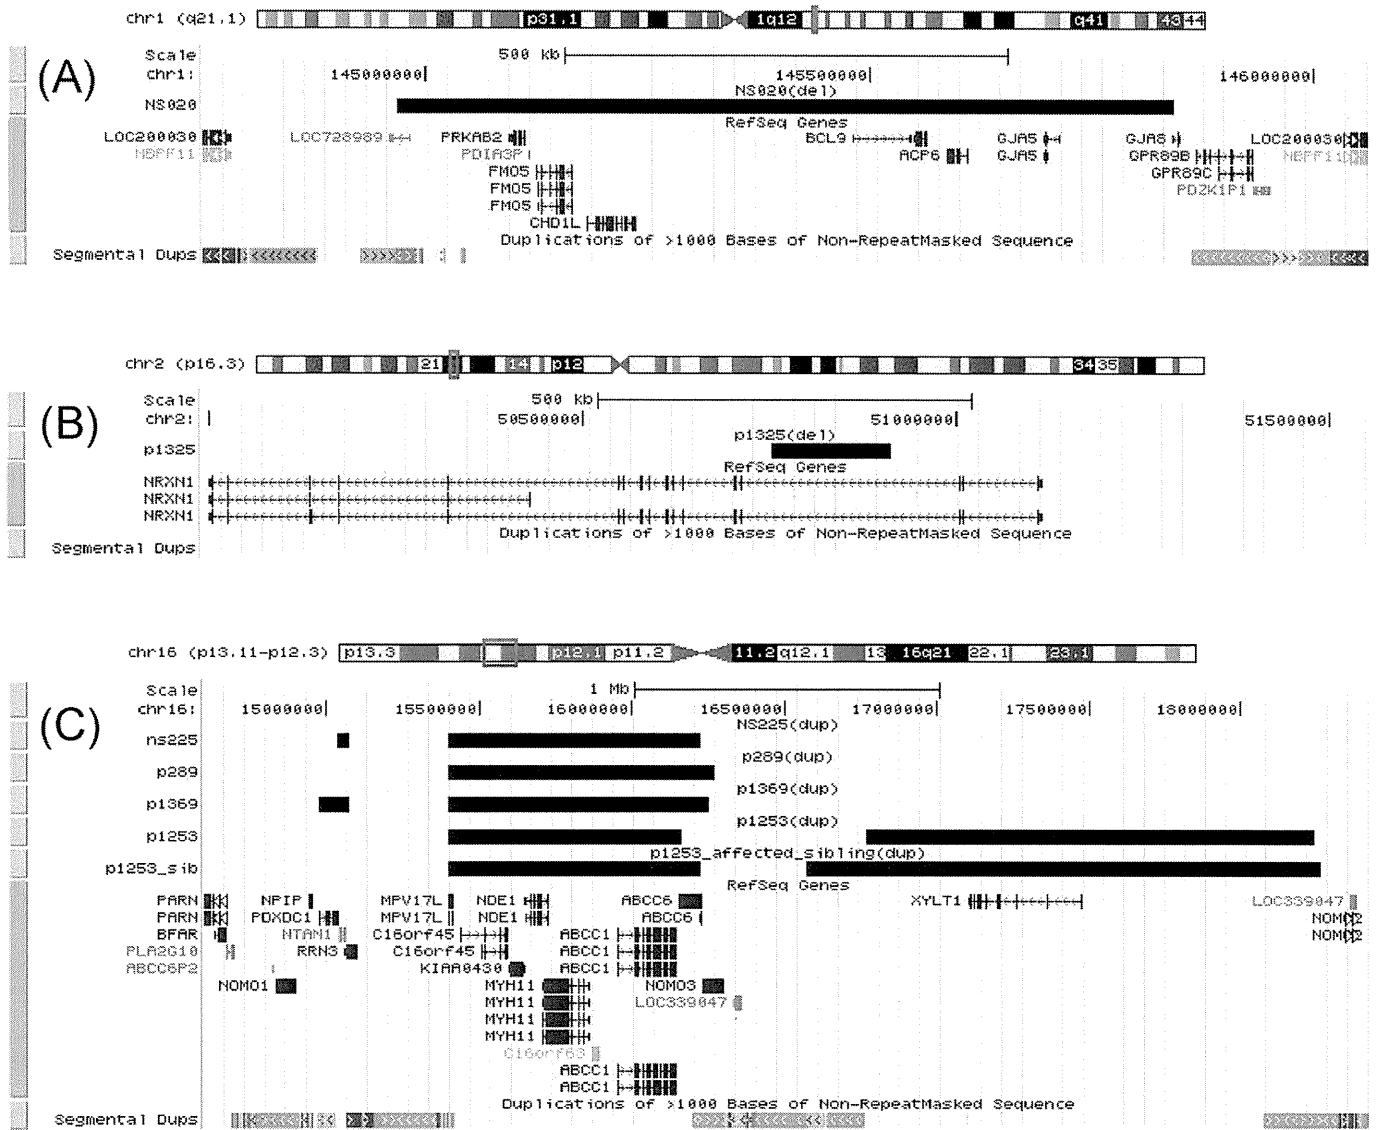 chr1 (q21.1) p31.1 1q12 q41 43 44
(A)
Scale 500 kb
chr1: 145000000 145500000 146000000
NS020(del)
NS020
RefSeq Genes
LOC200030 LOC728989 PRKAB2 BCL9 GJA5 GJA8 LOC200030
NBPF11 PDIA3P ACP6 GJA5 GPR89B NBPF11
FMO5 GPR89C
FMO5 PDZK1P1
FMO5
CHD1L
Duplications of >1000 Bases of Non-RepeatMasked Sequence
Segmental Dups
chr2 (p16.3) 21 14 p12 34 35
(B)
Scale 500 kb
chr2: 50500000 51000000 51500000
p1325(del)
p1325
RefSeq Genes
NRXN1
NRXN1
NRXN1
Duplications of >1000 Bases of Non-RepeatMasked Sequence
Segmental Dups
chr16 (p13.11-p12.3) p13.3 p12.1 p11.2 11.2 q12.1 13 16q21 22.1 23.1
(C)
Scale 1 Mb
chr16: 15000000 15500000 16000000 16500000 17000000 17500000 18000000
NS225(dup)
ns225
p289(dup)
p289
p1369(dup)
p1369
p1253(dup)
p1253
p1253_affected_sibling(dup)
p1253_sib
RefSeq Genes
PARN NPIP MPV17L NDE1 ABCC6 XYLT1 LOC339047
PARN PDXDC1 MPV17L NDE1 ABCC6 NOMO2
BFAR NTAN1 C16orf45 ABCC1 NOMO2
PLA2G10 RRN3 C16orf45 ABCC1
ABCC6P2 KIAA0430 ABCC1
NOMO1 MYH11 NOMO3
MYH11 LOC339047
MYH11
MYH11
C16orf63
ABCC1
ABCC1
Duplications of >1000 Bases of Non-RepeatMasked Sequence
Segmental Dups